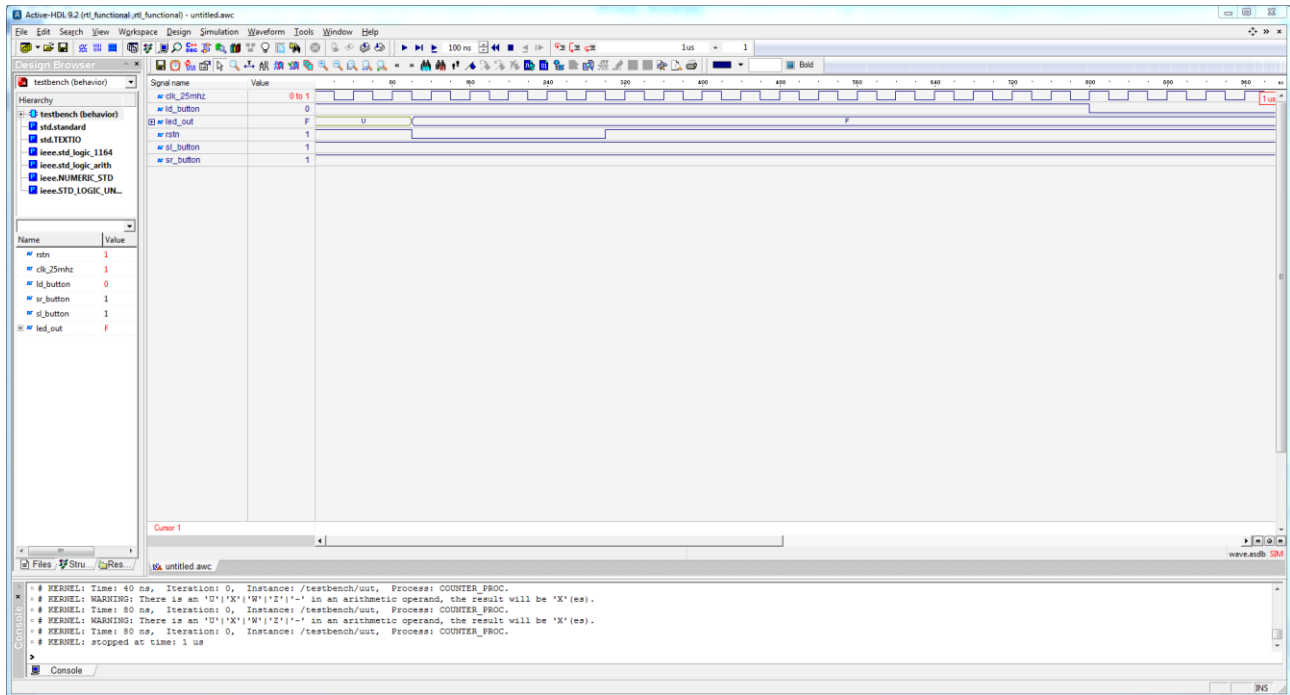 Active-HDL 9.2 (rtl_functional ,rtl_functional) - untitled.awc
File Edit Search View Workspace Design Simulation Waveform Tools Window Help
100 ns 1us 1
Design Browser Bold
testbench (behavior)
Hierarchy
testbench (behavior)
std.standard
std.TEXTIO
ieee.std_logic_1164
ieee.std_logic_arith
ieee.NUMERIC_STD
ieee.STD_LOGIC_UN...
Name Value
rstn 1
clk_25mhz 1
ld_button 0
sr_button 1
sl_button 1
led_out F
Signal name Value 80 160 240 320 400 480 560 640 720 800 880 960 ns
clk_25mhz 0 to 1 1 us
ld_button 0
led_out F U F
rstn 1
sl_button 1
sr_button 1
Cursor 1
Files Stru... Res...
untitled.awc
wave.asdb SIM
Console
# KERNEL: Time: 40 ns, Iteration: 0, Instance: /testbench/uut, Process: COUNTER_PROC.
# KERNEL: WARNING: There is an 'U'|'X'|'W'|'Z'|'-' in an arithmetic operand, the result will be 'X'(es).
# KERNEL: Time: 80 ns, Iteration: 0, Instance: /testbench/uut, Process: COUNTER_PROC.
# KERNEL: WARNING: There is an 'U'|'X'|'W'|'Z'|'-' in an arithmetic operand, the result will be 'X'(es).
# KERNEL: Time: 80 ns, Iteration: 0, Instance: /testbench/uut, Process: COUNTER_PROC.
# KERNEL: stopped at time: 1 us
>
Console
INS